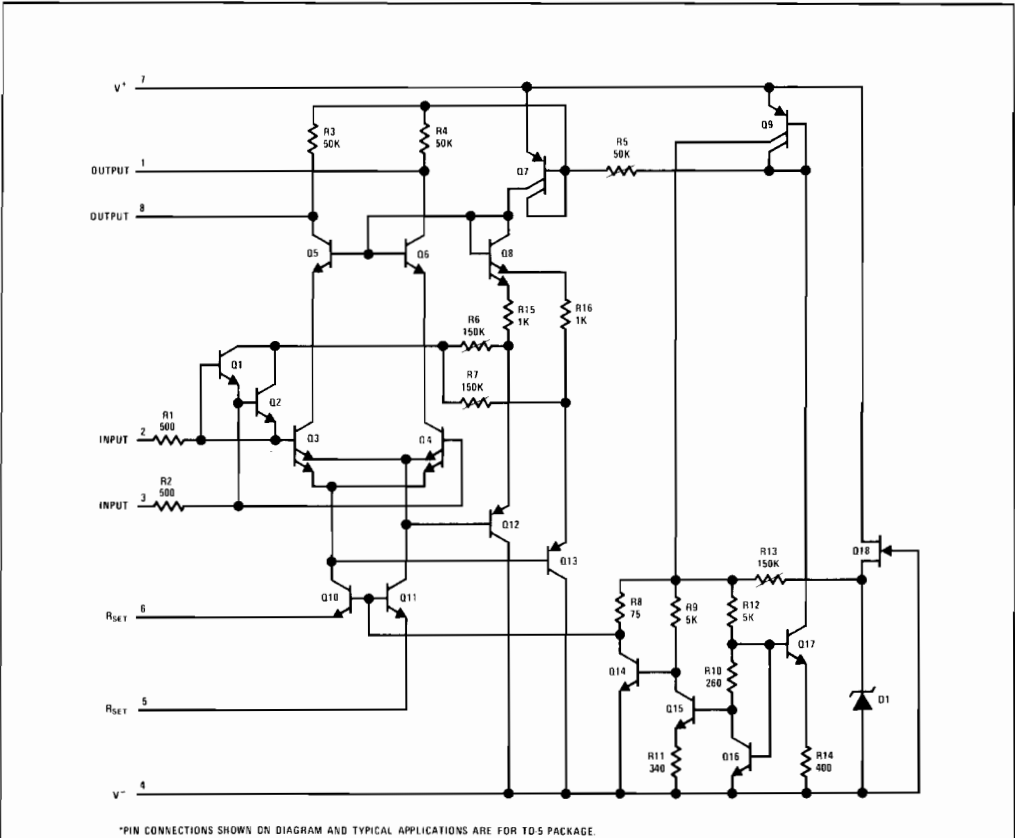 V+ 7
Q9
R3
50K
R4
50K
R5
50K
Q7
OUTPUT 1
OUTPUT 8
Q5
Q6
Q8
R15
1K
R16
1K
R6
150K
R7
150K
Q1
Q2
R1
500
INPUT 2
Q3
Q4
R2
500
INPUT 3
Q12
Q13
Q18
R13
150K
Q10
Q11
RSET 6
R8
75
R9
5K
R12
5K
Q17
Q14
R10
260
RSET 5
Q15
D1
R11
340
Q16
R14
400
V- 4
*PIN CONNECTIONS SHOWN ON DIAGRAM AND TYPICAL APPLICATIONS ARE FOR TO-5 PACKAGE.